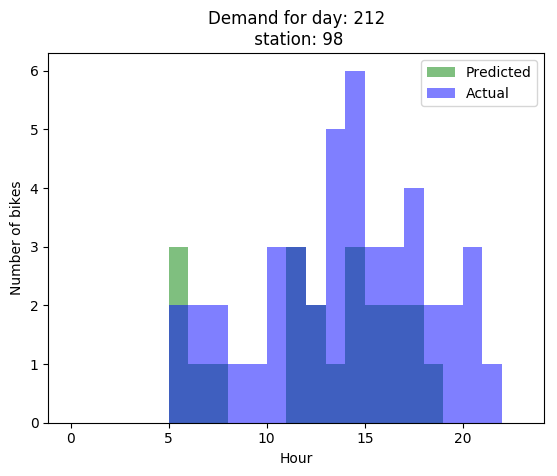 Demand for day: 212
station: 98
Predicted
Actual
Number of bikes
6
5
4
3
2
1
0
0
5
10
15
20
Hour